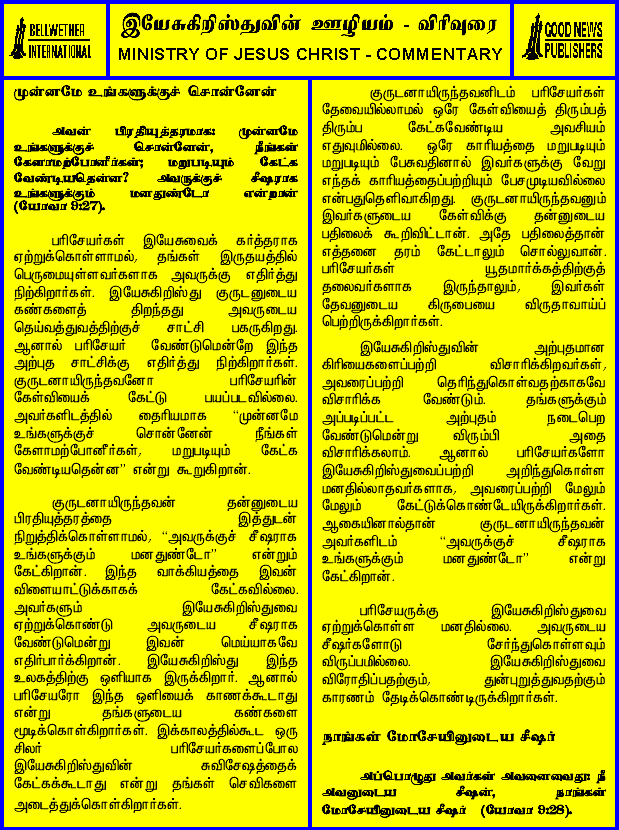 BELLWETHER
INTERNATIONAL
இயேசுகிறிஸ்துவின் ஊழியம் - விரிவுரை
MINISTRY OF JESUS CHRIST - COMMENTARY
GOOD NEWS
PUBLISHERS
முன்னமே உங்களுக்குச் சொன்னேன்
அவன் பிரதியுத்தரமாக: முன்னமே
உங்களுக்குச் சொன்னேன், நீங்கள்
கேளாமற்போனீர்கள்; மறுபடியும் கேட்க
வேண்டியதென்ன? அவருக்குச் சீஷராக
உங்களுக்கும் மனதுண்டோ என்றான்
(யோவா 9:27).
பரிசேயர்கள் இயேசுவைக் கர்த்தராக
ஏற்றுக்கொள்ளாமல், தங்கள் இருதயத்தில்
பெருமையுள்ளவர்களாக அவருக்கு எதிர்த்து
நிற்கிறார்கள். இயேசுகிறிஸ்து குருடனுடைய
கண்களைத் திறந்தது அவருடைய
தெய்வத்துவத்திற்குச் சாட்சி பகருகிறது.
ஆனால் பரிசேயர் வேண்டுமென்றே இந்த
அற்புத சாட்சிக்கு எதிர்த்து நிற்கிறார்கள்.
குருடனாயிருந்தவனோ பரிசேயரின்
கேள்வியைக் கேட்டு பயப்படவில்லை.
அவர்களிடத்தில் தைரியமாக "முன்னமே
உங்களுக்குச் சொன்னேன் நீங்கள்
கேளாமற்போனீர்கள், மறுபடியும் கேட்க
வேண்டியதென்ன" என்று கூறுகிறான்.
குருடனாயிருந்தவன் தன்னுடைய
பிரதியுத்தரத்தை இத்துடன்
நிறுத்திக்கொள்ளாமல், "அவருக்குச் சீஷராக
உங்களுக்கும் மனதுண்டோ" என்றும்
கேட்கிறான். இந்த வாக்கியத்தை இவன்
விளையாட்டுக்காகக் கேட்கவில்லை.
அவர்களும் இயேசுகிறிஸ்துவை
ஏற்றுக்கொண்டு அவருடைய சீஷராக
வேண்டுமென்று இவன் மெய்யாகவே
எதிர்பார்க்கிறான். இயேசுகிறிஸ்து இந்த
உலகத்திற்கு ஒளியாக இருக்கிறார். ஆனால்
பரிசேயரோ இந்த ஒளியைக் காணக்கூடாது
என்று தங்களுடைய கண்களை
மூடிக்கொள்கிறார்கள். இக்காலத்தில்கூட ஒரு
சிலர் பரிசேயர்களைப்போல
இயேசுகிறிஸ்துவின் சுவிசேஷத்தைக்
கேட்கக்கூடாது என்று தங்கள் செவிகளை
அடைத்துக்கொள்கிறார்கள்.
குருடனாயிருந்தவனிடம் பரிசேயர்கள்
தேவையில்லாமல் ஒரே கேள்வியைத் திரும்பத்
திரும்ப கேட்கவேண்டிய அவசியம்
எதுவுமில்லை. ஒரே காரியத்தை மறுபடியும்
மறுபடியும் பேசுவதினால் இவர்களுக்கு வேறு
எந்தக் காரியத்தைப்பற்றியும் பேசமுடியவில்லை
என்பதுதெளிவாகிறது. குருடனாயிருந்தவனும்
இவர்களுடைய கேள்விக்கு தன்னுடைய
பதிலைக் கூறிவிட்டான். அதே பதிலைத்தான்
எத்தனை தரம் கேட்டாலும் சொல்லுவான்.
பரிசேயர்கள் யூதமார்க்கத்திற்குத்
தலைவர்களாக இருந்தாலும், இவர்கள்
தேவனுடைய கிருபையை விருதாவாய்ப்
பெற்றிருக்கிறார்கள்.
இயேசுகிறிஸ்துவின் அற்புதமான
கிரியைகளைப்பற்றி விசாரிக்கிறவர்கள்,
அவரைப்பற்றி தெரிந்துகொள்வதற்காகவே
விசாரிக்க வேண்டும். தங்களுக்கும்
அப்படிப்பட்ட அற்புதம் நடைபெற
வேண்டுமென்று விரும்பி அதை
விசாரிக்கலாம். ஆனால் பரிசேயர்களோ
இயேசுகிறிஸ்துவைப்பற்றி அறிந்துகொள்ள
மனதில்லாதவர்களாக, அவரைப்பற்றி மேலும்
மேலும் கேட்டுக்கொண்டேயிருக்கிறார்கள்.
ஆகையினால்தான் குருடனாயிருந்தவன்
அவர்களிடம் "அவருக்குச் சீஷராக
உங்களுக்கும் மனதுண்டோ" என்று
கேட்கிறான்.
பரிசேயருக்கு இயேசுகிறிஸ்துவை
ஏற்றுக்கொள்ள மனதில்லை. அவருடைய
சீஷர்களோடு சேர்ந்துகொள்ளவும்
விருப்பமில்லை. இயேசுகிறிஸ்துவை
விரோதிப்பதற்கும், துன்புறுத்துவதற்கும்
காரணம் தேடிக்கொண்டிருக்கிறார்கள்.
நாங்கள் மோசேயினுடைய சீஷர்
அப்பொழுது அவர்கள் அவனைவைது: நீ
அவனுடைய சீஷன், நாங்கள்
மோசேயினுடைய சீஷர் (யோவா 9:28).